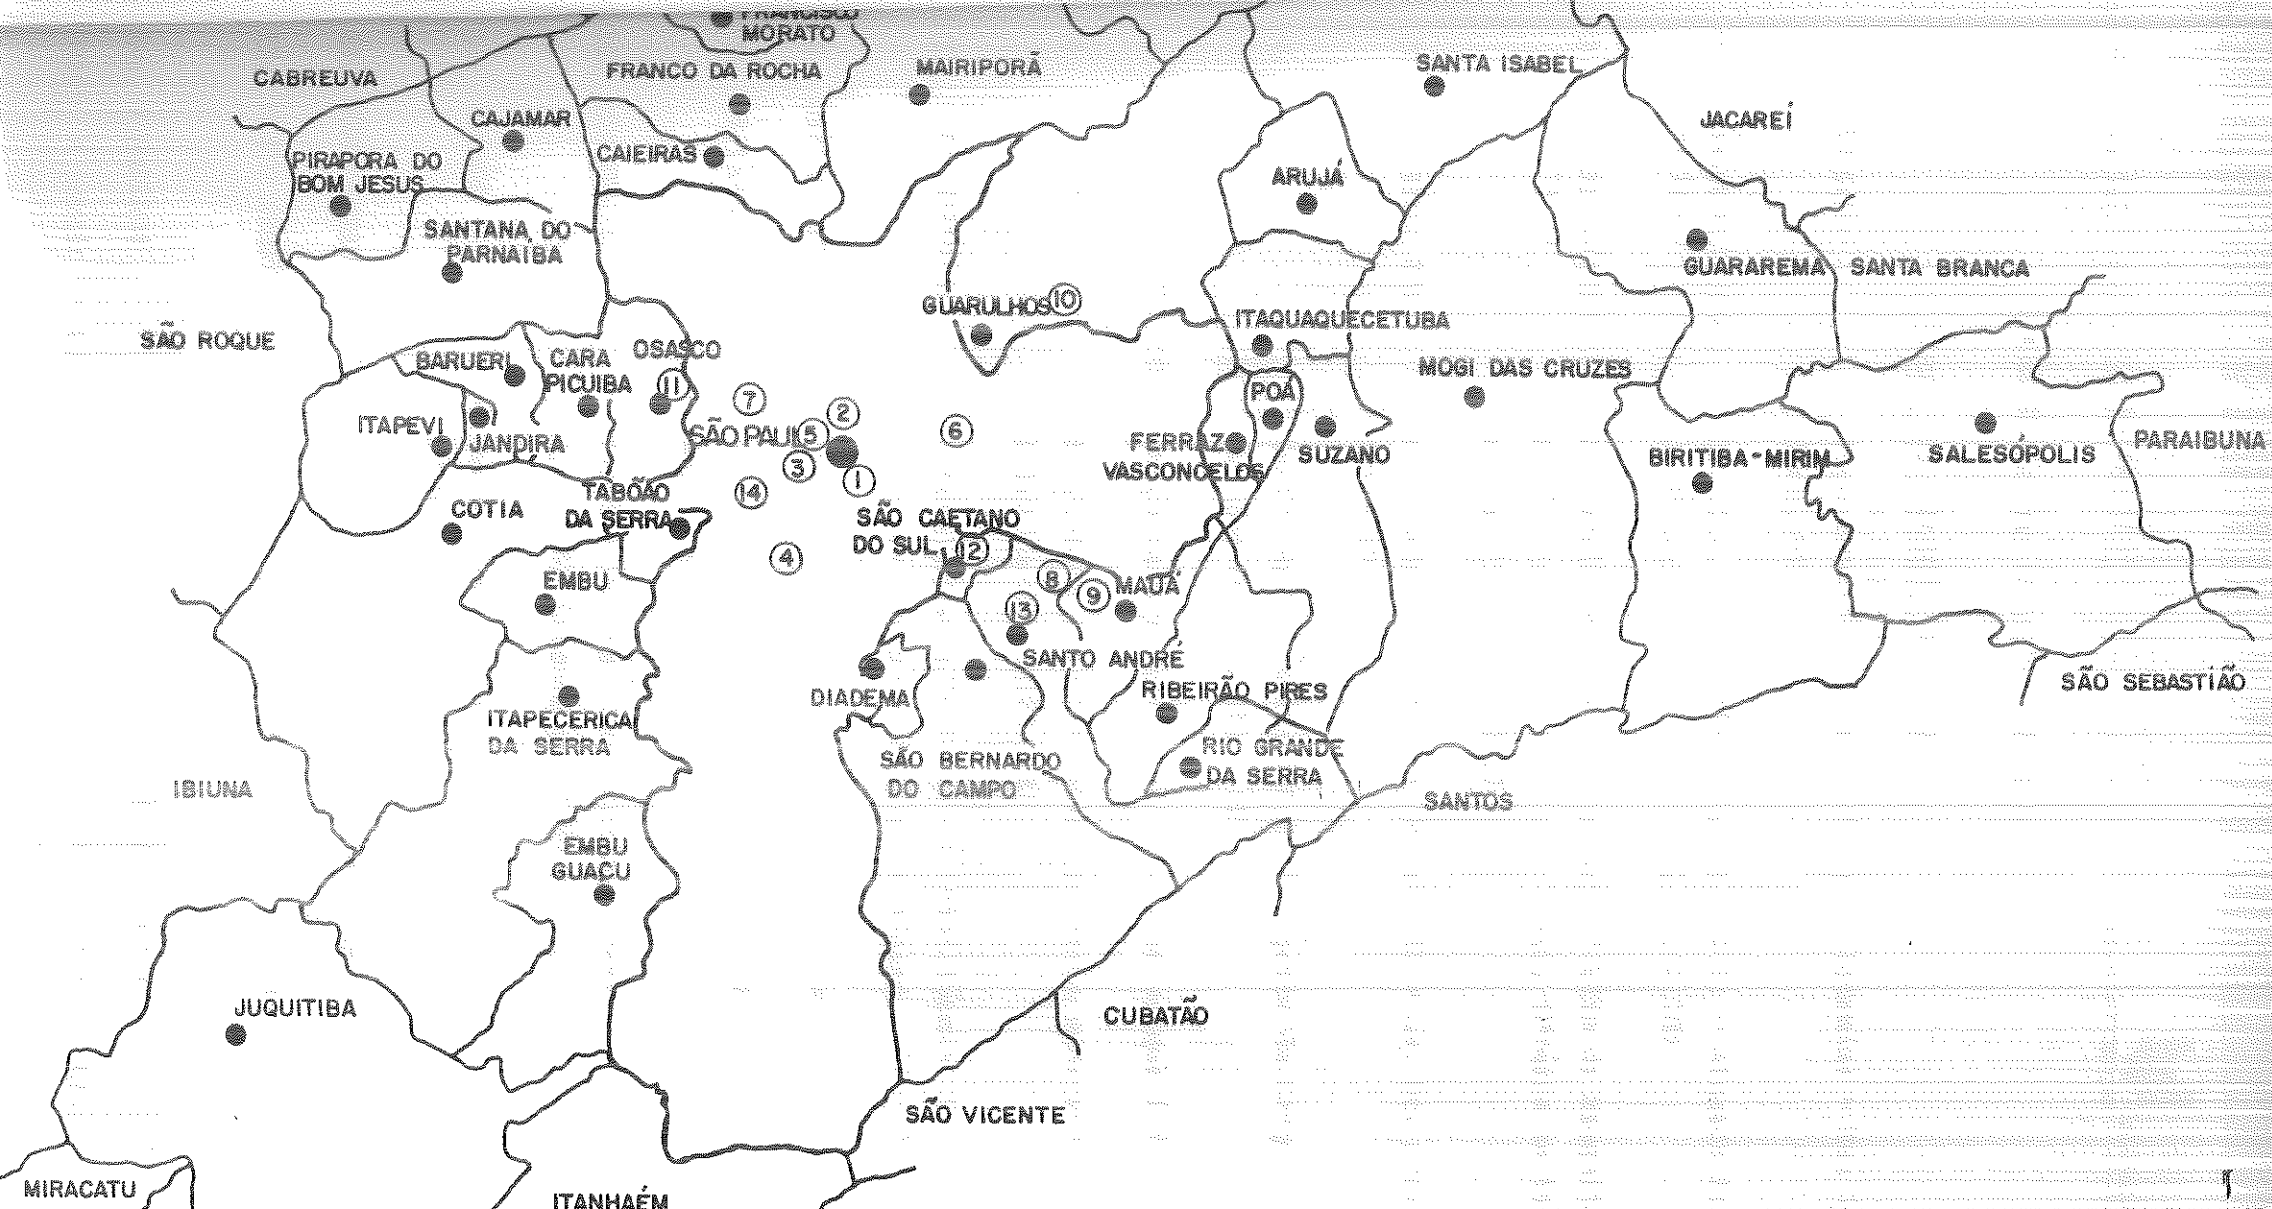 FRANCISCO
MORATO
CABREUVA
FRANCO DA ROCHA
MAIRIPORÃ
SANTA ISABEL
CAJAMAR
JACAREÍ
CAIEIRAS
PIRAPORA DO
BOM JESUS
ARUJÁ
SANTANA DO
PARNAÍBA
GUARAREMA
SANTA BRANCA
GUARULHOS 10
ITAQUAQUECETUBA
SÃO ROQUE
BARUERI
CARA
PICUIBA
OSASCO
11
MOGI DAS CRUZES
POÁ
7
2
ITAPEVI
JANDIRA
SÃO PAUL 5
6
FERRAZ
VASCONCELOS
SUZANO
BIRITIBA-MIRIM
SALESÓPOLIS
PARAIBUNA
3
1
14
COTIA
TABOÃO
DA SERRA
SÃO CAETANO
DO SUL
12
4
EMBU
8
9
MAUÁ
13
SANTO ANDRÉ
DIADEMA
RIBEIRÃO PIRES
SÃO SEBASTIÃO
ITAPECERICA
DA SERRA
RIO GRANDE
DA SERRA
SÃO BERNARDO
DO CAMPO
IBIUNA
SANTOS
EMBU
GUAÇU
JUQUITIBA
CUBATÃO
SÃO VICENTE
MIRACATU
ITANHAÉM